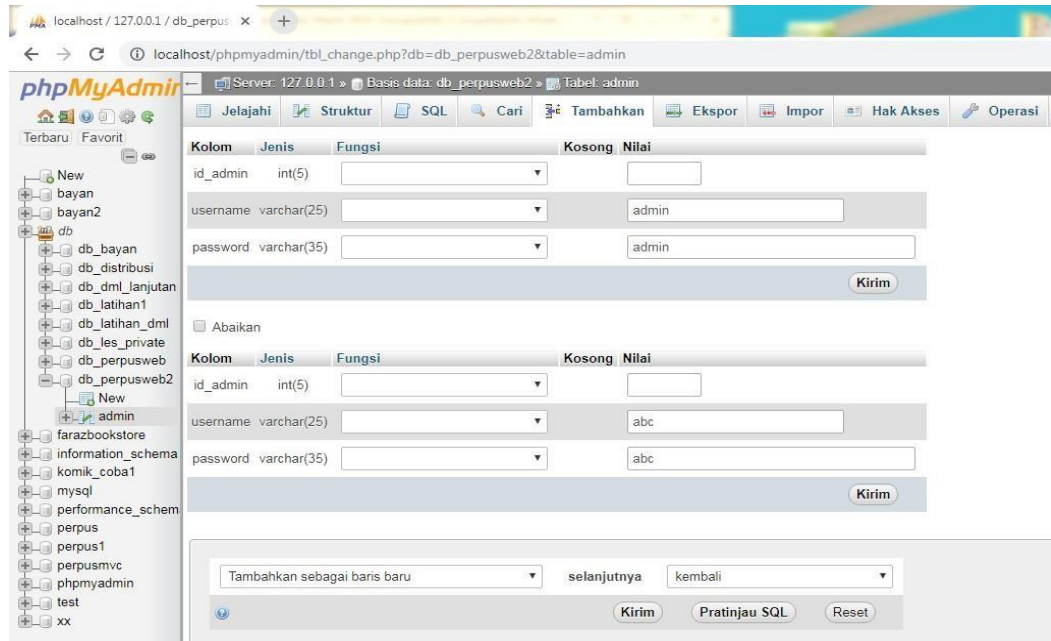 localhost / 127.0.0.1 / db_perpus
localhost/phpmyadmin/tbl_change.php?db=db_perpusweb2&table=admin
phpMyAdmin
Terbaru Favorit
New
bayan
bayan2
db
db_bayan
db_distribusi
db_dml_lanjutan
db_latihan1
db_latihan_dml
db_les_private
db_perpusweb
db_perpusweb2
New
admin
farazbookstore
information_schema
komik_coba1
mysql
performance_schem
perpus
perpus1
perpusmvc
phpmyadmin
test
xx
Server: 127.0.0.1 » Basis data: db_perpusweb2 » Tabel: admin
Jelajahi Struktur SQL Cari Tambahkan Ekspor Impor Hak Akses Operasi
Kolom Jenis Fungsi Kosong Nilai
id_admin int(5)
username varchar(25) admin
password varchar(35) admin
Kirim
Abaikan
Kolom Jenis Fungsi Kosong Nilai
id_admin int(5)
username varchar(25) abc
password varchar(35) abc
Kirim
Tambahkan sebagai baris baru selanjutnya kembali
Kirim Pratinjau SQL Reset